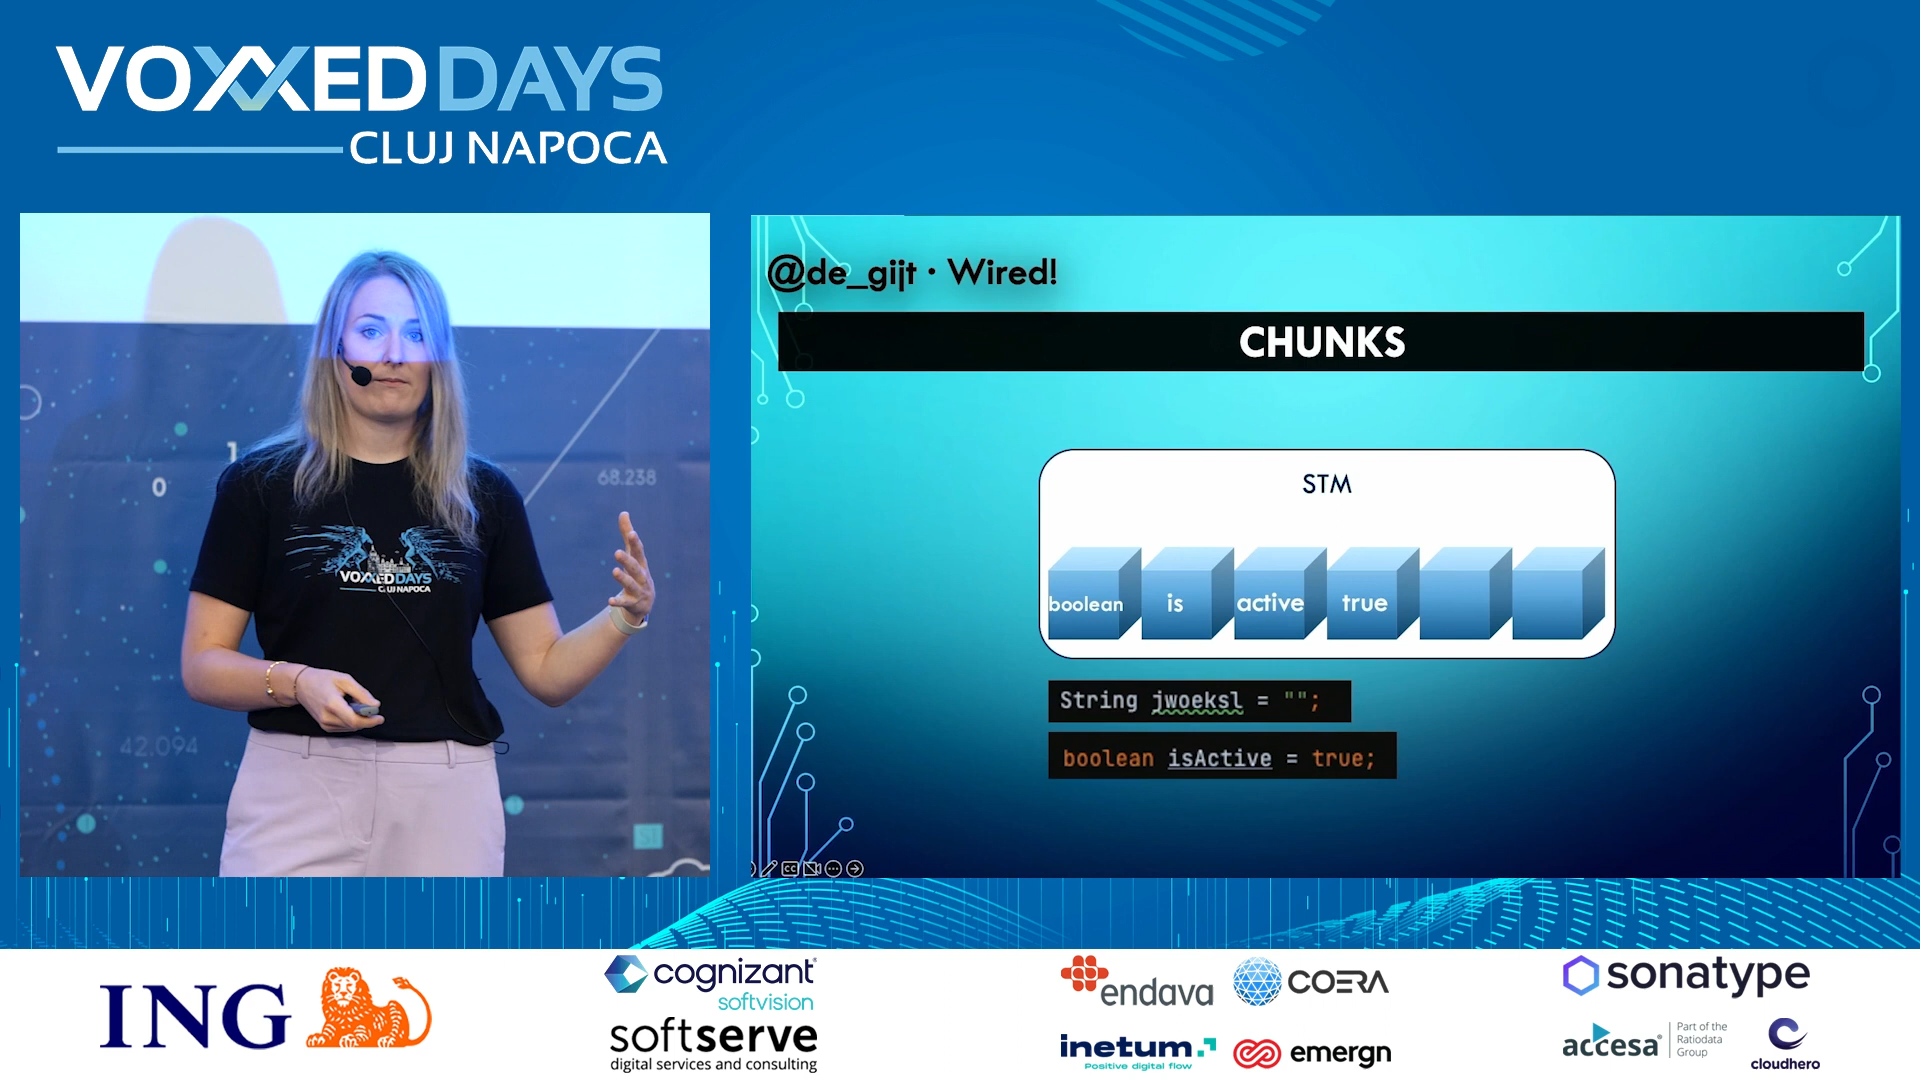 VOXXEDDAYS
CLUJ NAPOCA
1
0
68.238
42.094
VOXXEDDAYS
CLUJ NAPOCA
@de_gijt · Wired!
CHUNKS
STM
boolean is active true
String jwoeksl = "";
boolean isActive = true;
CC
ING
cognizant
softvision
softserve
digital services and consulting
endava
COERA
inetum.
Positive digital flow
emergn
sonatype
accesa
Part of the
Ratiodata
Group
cloudhero